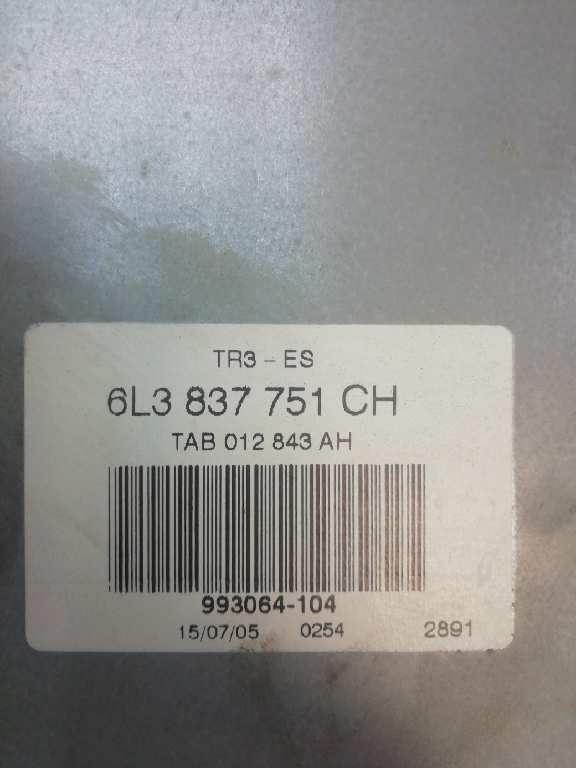 TR3 - ES
6L3 837 751 CH
TAB 012 843 AH
993064-104
15/07/05 0254 2891